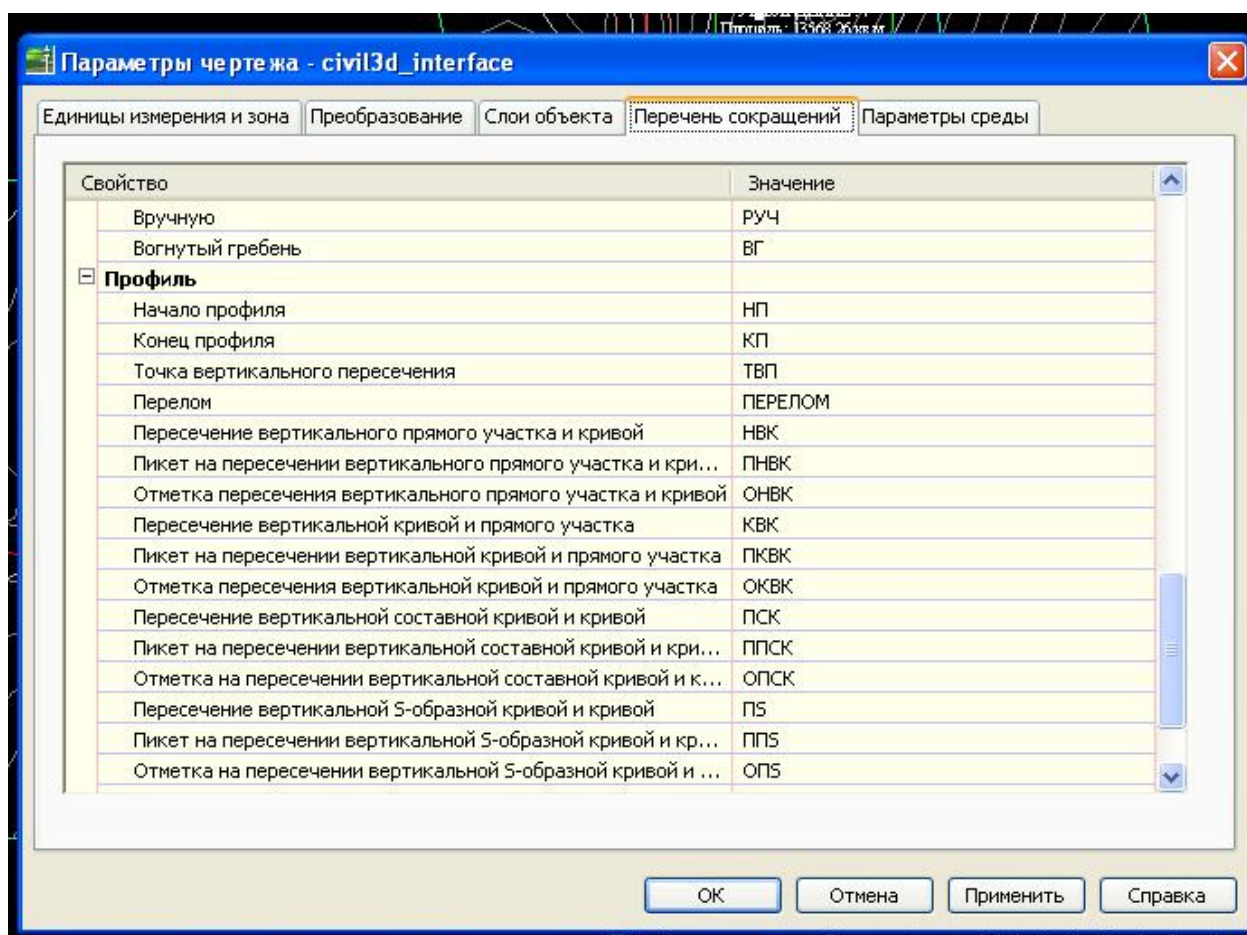 Площадь: 13568.26кв.м
Параметры чертежа - civil3d_interface
Единицы измерения и зона Преобразование Слои объекта Перечень сокращений Параметры среды
Свойство Значение
Вручную РУЧ
Вогнутый гребень ВГ
Профиль
Начало профиля НП
Конец профиля КП
Точка вертикального пересечения ТВП
Перелом ПЕРЕЛОМ
Пересечение вертикального прямого участка и кривой НВК
Пикет на пересечении вертикального прямого участка и кри... ПНВК
Отметка пересечения вертикального прямого участка и кривой ОНВК
Пересечение вертикальной кривой и прямого участка КВК
Пикет на пересечении вертикальной кривой и прямого участка ПКВК
Отметка пересечения вертикальной кривой и прямого участка ОКВК
Пересечение вертикальной составной кривой и кривой ПСК
Пикет на пересечении вертикальной составной кривой и кри... ППСК
Отметка на пересечении вертикальной составной кривой и к... ОПСК
Пересечение вертикальной S-образной кривой и кривой ПS
Пикет на пересечении вертикальной S-образной кривой и кр... ППS
Отметка на пересечении вертикальной S-образной кривой и ... ОПS
ОК Отмена Применить Справка